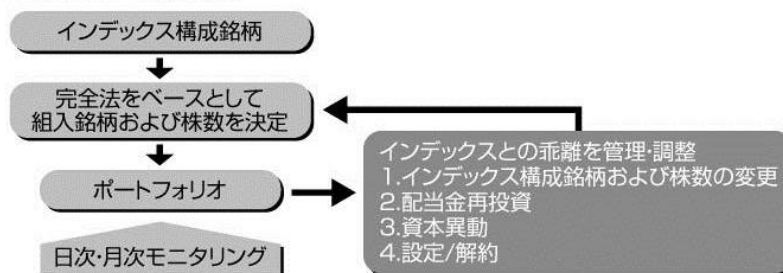 インデックス構成銘柄
完全法をベースとして
組入銘柄および株数を決定
ポートフォリオ
日次・月次モニタリング
インデックスとの乖離を管理・調整
1.インデックス構成銘柄および株数の変更
2.配当金再投資
3.資本異動
4.設定/解約